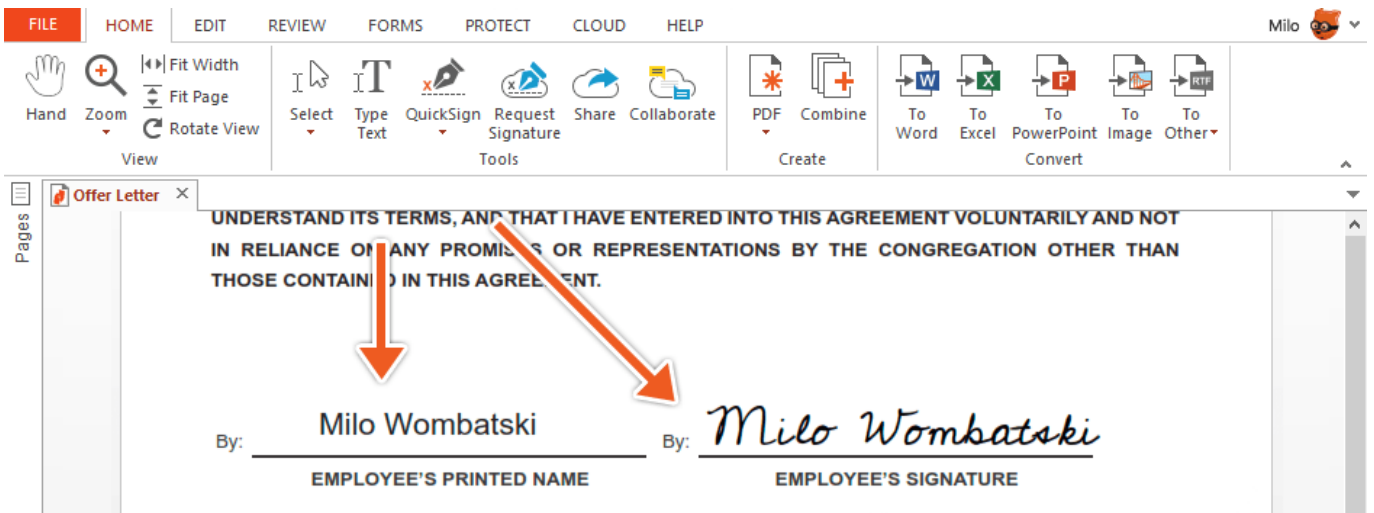 FILE HOME EDIT REVIEW FORMS PROTECT CLOUD HELP Milo
Hand
Zoom
Fit Width
Fit Page
Rotate View
View
Select
Type
Text
QuickSign
Request
Signature
Share
Collaborate
Tools
PDF
Combine
Create
W
To
Word
X
To
Excel
P
To
PowerPoint
To
Image
RTF
To
Other
Convert
Pages
Offer Letter
UNDERSTAND ITS TERMS, AND THAT I HAVE ENTERED INTO THIS AGREEMENT VOLUNTARILY AND NOT
IN RELIANCE ON ANY PROMISES OR REPRESENTATIONS BY THE CONGREGATION OTHER THAN
THOSE CONTAINED IN THIS AGREEMENT.
By: Milo Wombatski By: Milo Wombatski
EMPLOYEE'S PRINTED NAME EMPLOYEE'S SIGNATURE